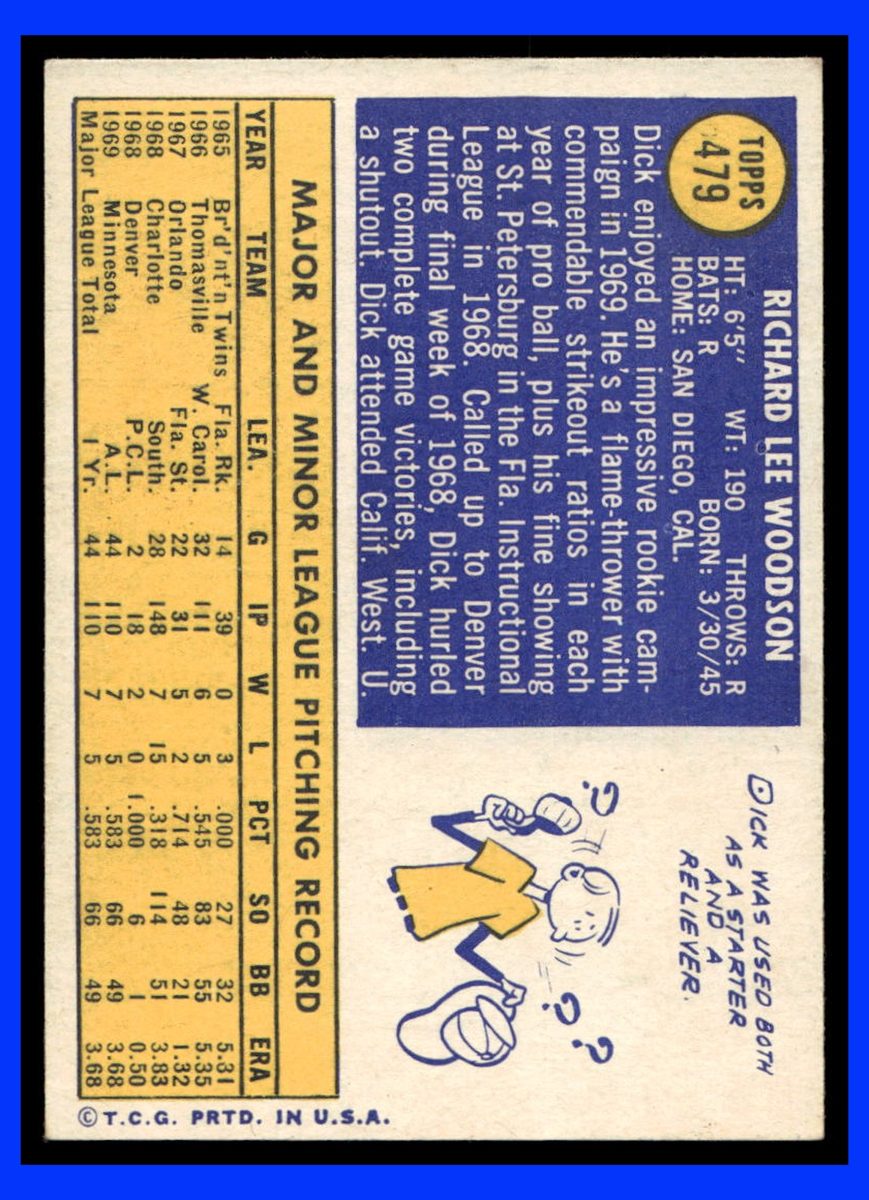 TOPPS
479
RICHARD LEE WOODSON
HT: 6'5" WT: 190 THROWS: R
BATS: R BORN: 3/30/45
HOME: SAN DIEGO, CAL.
Dick enjoyed an impressive rookie cam-
paign in 1969. He's a flame-thrower with
commendable strikeout ratios in each
year of pro ball, plus his fine showing
at St. Petersburg in the Fla. Instructional
League in 1968. Called up to Denver
during final week of 1968, Dick hurled
two complete game victories, including
a shutout. Dick attended Calif. West. U.
DICK WAS USED BOTH
AS A STARTER
AND A
RELIEVER.
? ? ? ?
MAJOR AND MINOR LEAGUE PITCHING RECORD
YEAR TEAM LEA. G IP W L PCT SO BB ERA
1965 Br'd'nt'n Twins Fla. Rk. 14 39 0 3 .000 27 32 5.31
1966 Thomasville W. Carol. 32 111 6 5 .545 83 55 5.35
1967 Orlando Fla. St. 22 31 5 2 .714 48 21 1.32
1968 Charlotte South. 28 148 7 15 .318 114 51 3.83
1968 Denver P.C.L. 2 18 2 0 1.000 6 1 0.50
1969 Minnesota A.L. 44 110 7 5 .583 66 49 3.68
Major League Total 1 Yr. 44 110 7 5 .583 66 49 3.68
© T.C.G. PRTD. IN U.S.A.